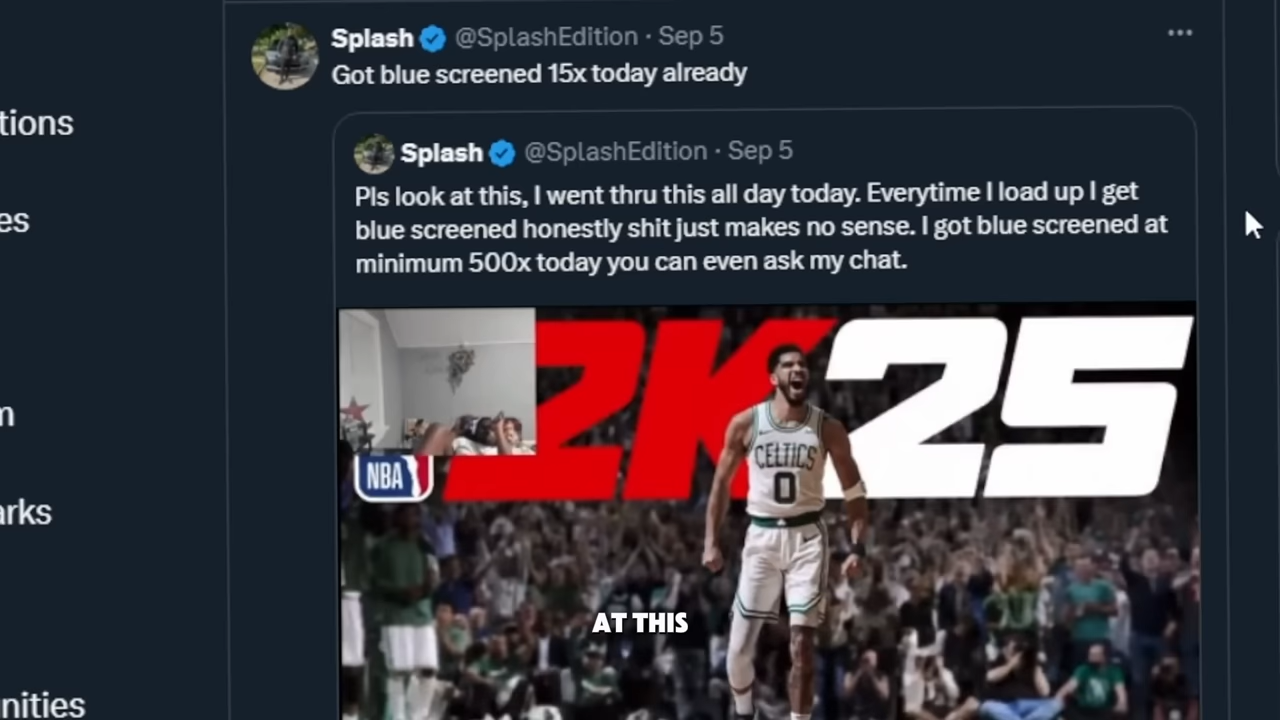 Splash @SplashEdition · Sep 5 ...
Got blue screened 15x today already
tions
Splash @SplashEdition · Sep 5
Pls look at this, I went thru this all day today. Everytime I load up I get
es
blue screened honestly shit just makes no sense. I got blue screened at
minimum 500x today you can even ask my chat.
2K25
m
CELTICS
NBA
0
arks
AT THIS
nities